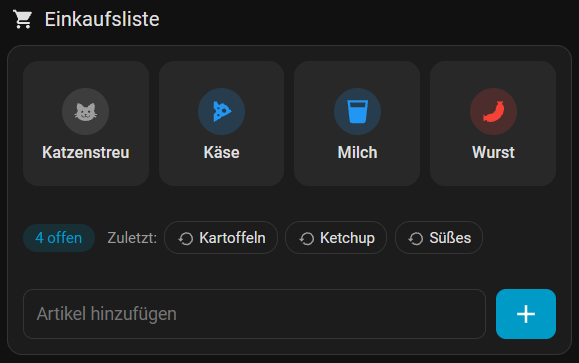 Einkaufsliste
Katzenstreu Käse Milch Wurst
4 offen Zuletzt: Kartoffeln Ketchup Süßes
Artikel hinzufügen